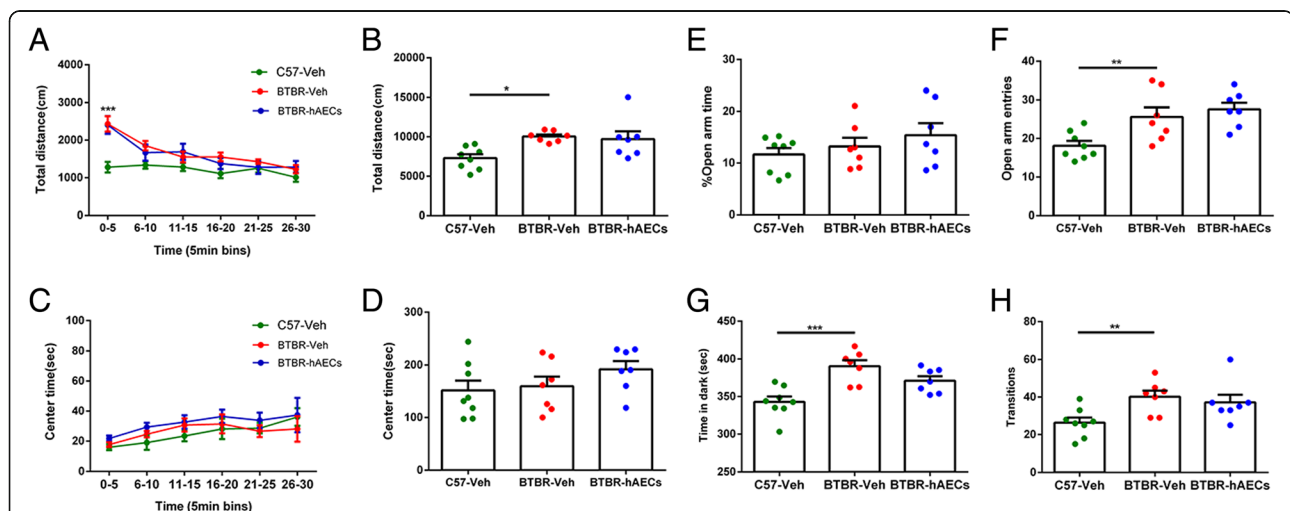 A
Total distance(cm)
4000
3000
2000
1000
0
***
C57-Veh
BTBR-Veh
BTBR-hAECs
0-5
6-10
11-15
16-20
21-25
26-30
Time (5min bins)
B
Total distance(cm)
20000
15000
10000
5000
0
*
C57-Veh
BTBR-Veh
BTBR-hAECs
E
%Open arm time
30
20
10
0
C57-Veh
BTBR-Veh
BTBR-hAECs
F
Open arm entries
40
30
20
10
0
**
C57-Veh
BTBR-Veh
BTBR-hAECs
C
Center time(sec)
100
80
60
40
20
0
C57-Veh
BTBR-Veh
BTBR-hAECs
0-5
6-10
11-15
16-20
21-25
26-30
Time (5min bins)
D
Center time(sec)
300
200
100
0
C57-Veh
BTBR-Veh
BTBR-hAECs
G
Time in dark (sec)
450
400
350
300
250
***
C57-Veh
BTBR-Veh
BTBR-hAECs
H
Transitions
80
60
40
20
0
**
C57-Veh
BTBR-Veh
BTBR-hAECs